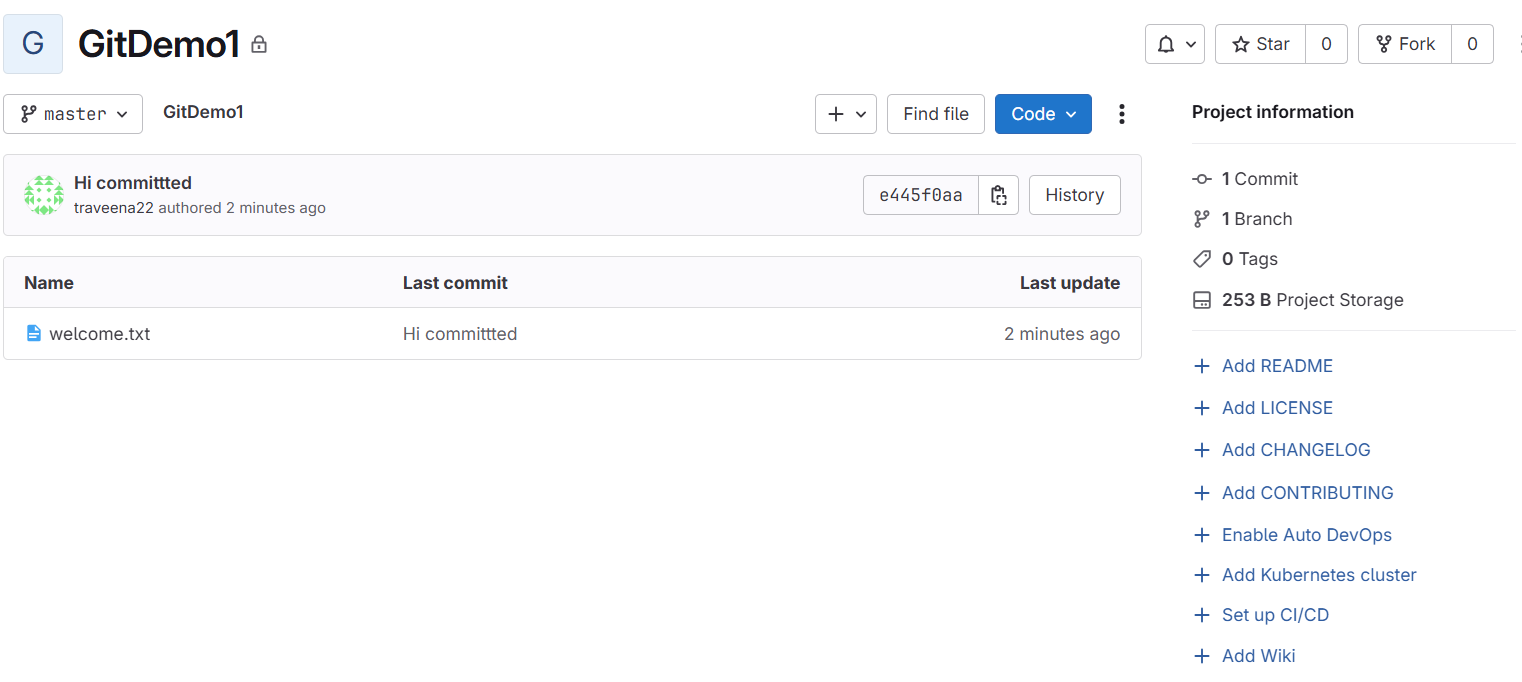 G GitDemo1
Star 0 Fork 0
master GitDemo1 Find file Code
Hi committted
traveena22 authored 2 minutes ago
e445f0aa History
Name Last commit Last update
welcome.txt Hi committted 2 minutes ago
Project information
1 Commit
1 Branch
0 Tags
253 B Project Storage
Add README
Add LICENSE
Add CHANGELOG
Add CONTRIBUTING
Enable Auto DevOps
Add Kubernetes cluster
Set up CI/CD
Add Wiki